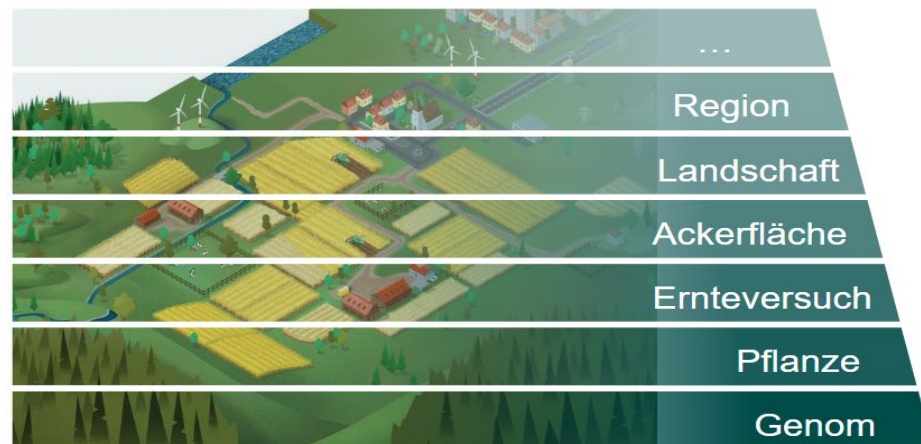 ...
Region
Landschaft
Ackerfläche
Ernteversuch
Pflanze
Genom